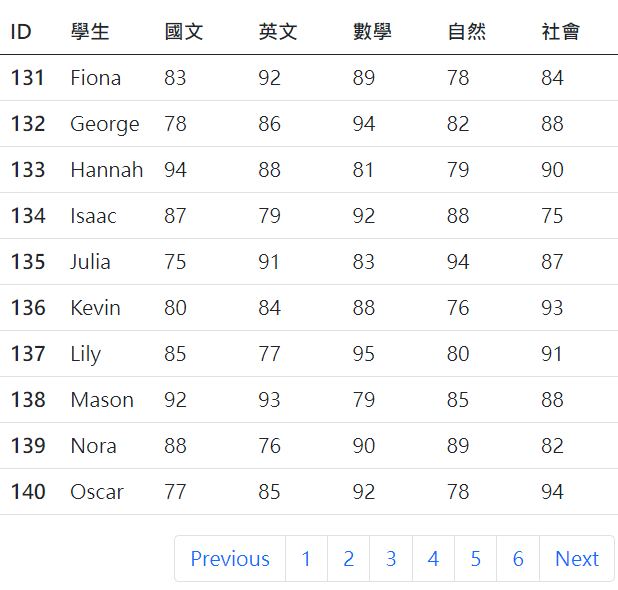 ID 學生 國文 英文 數學 自然 社會
131 Fiona 83 92 89 78 84
132 George 78 86 94 82 88
133 Hannah 94 88 81 79 90
134 Isaac 87 79 92 88 75
135 Julia 75 91 83 94 87
136 Kevin 80 84 88 76 93
137 Lily 85 77 95 80 91
138 Mason 92 93 79 85 88
139 Nora 88 76 90 89 82
140 Oscar 77 85 92 78 94
Previous 1 2 3 4 5 6 Next